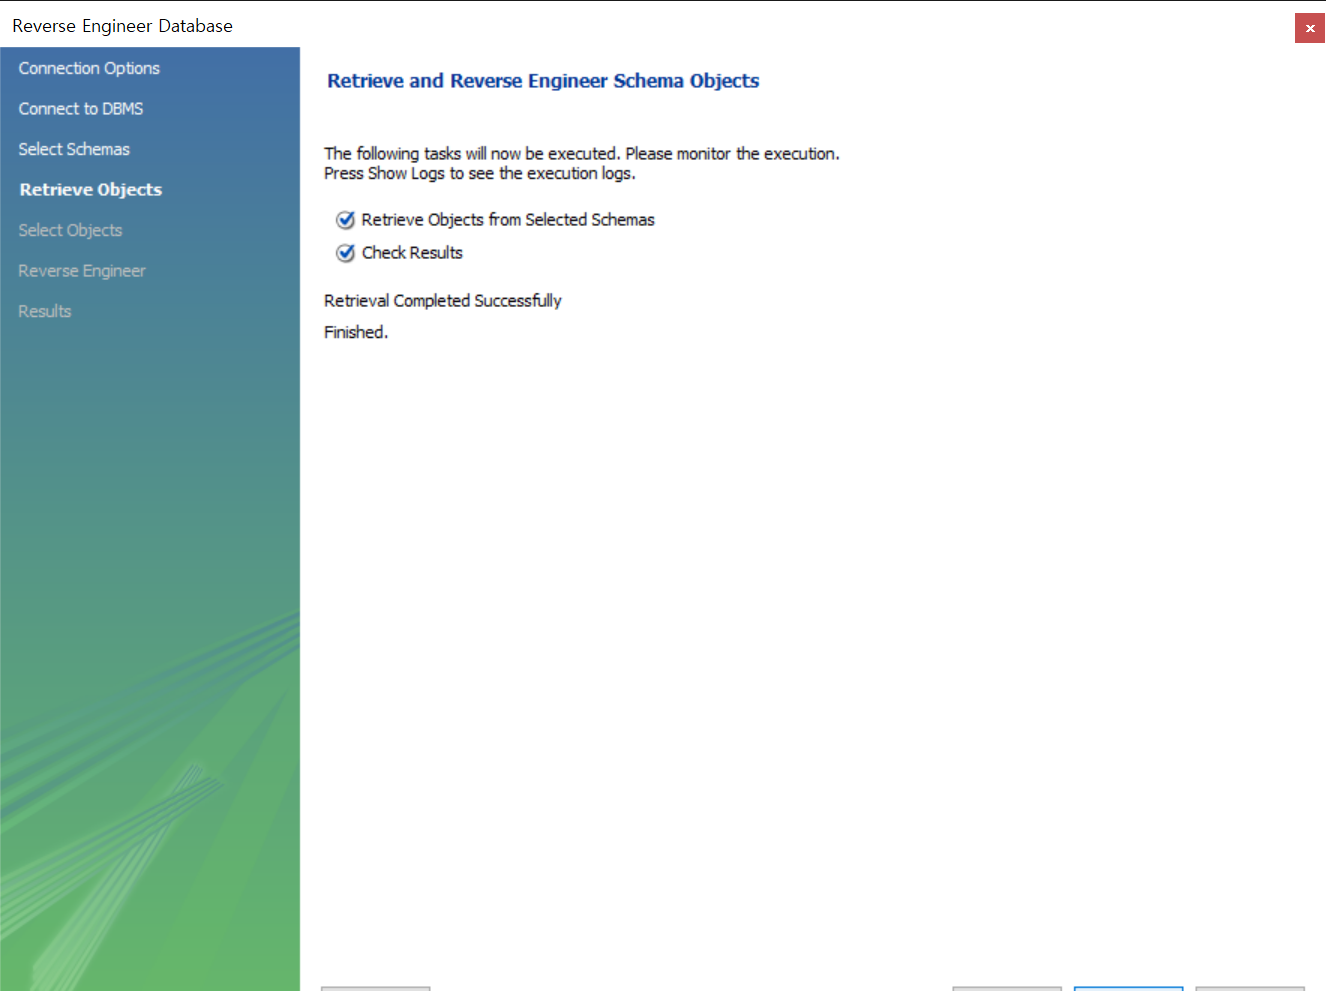 Reverse Engineer Database
×
Connection Options
Connect to DBMS
Select Schemas
Retrieve Objects
Select Objects
Reverse Engineer
Results
Retrieve and Reverse Engineer Schema Objects
The following tasks will now be executed. Please monitor the execution.
Press Show Logs to see the execution logs.
Retrieve Objects from Selected Schemas
Check Results
Retrieval Completed Successfully
Finished.